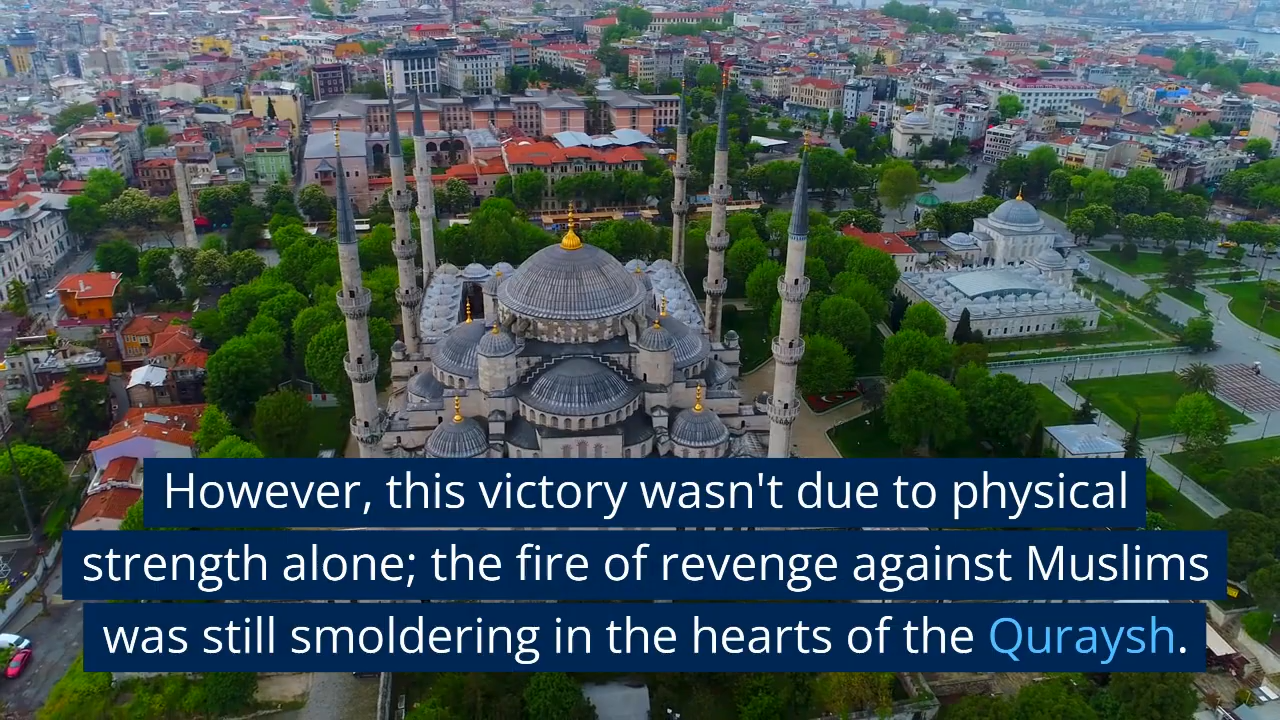 However, this victory wasn't due to physical
strength alone; the fire of revenge against Muslims
was still smoldering in the hearts of the Quraysh.